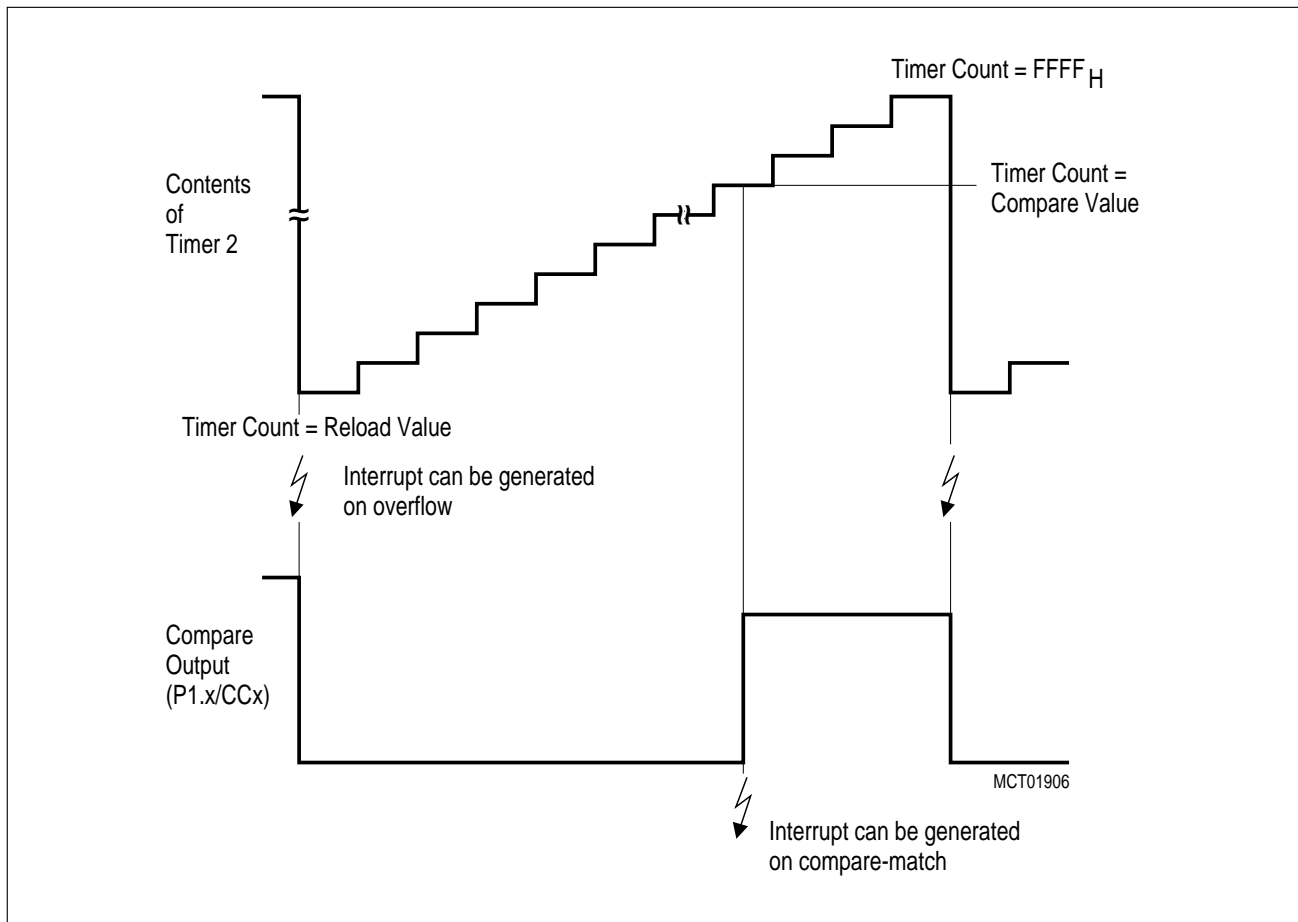 Timer Count = FFFF H
Contents
of
Timer 2
Timer Count =
Compare Value
Timer Count = Reload Value
Interrupt can be generated
on overflow
Compare
Output
(P1.x/CCx)
MCT01906
Interrupt can be generated
on compare-match